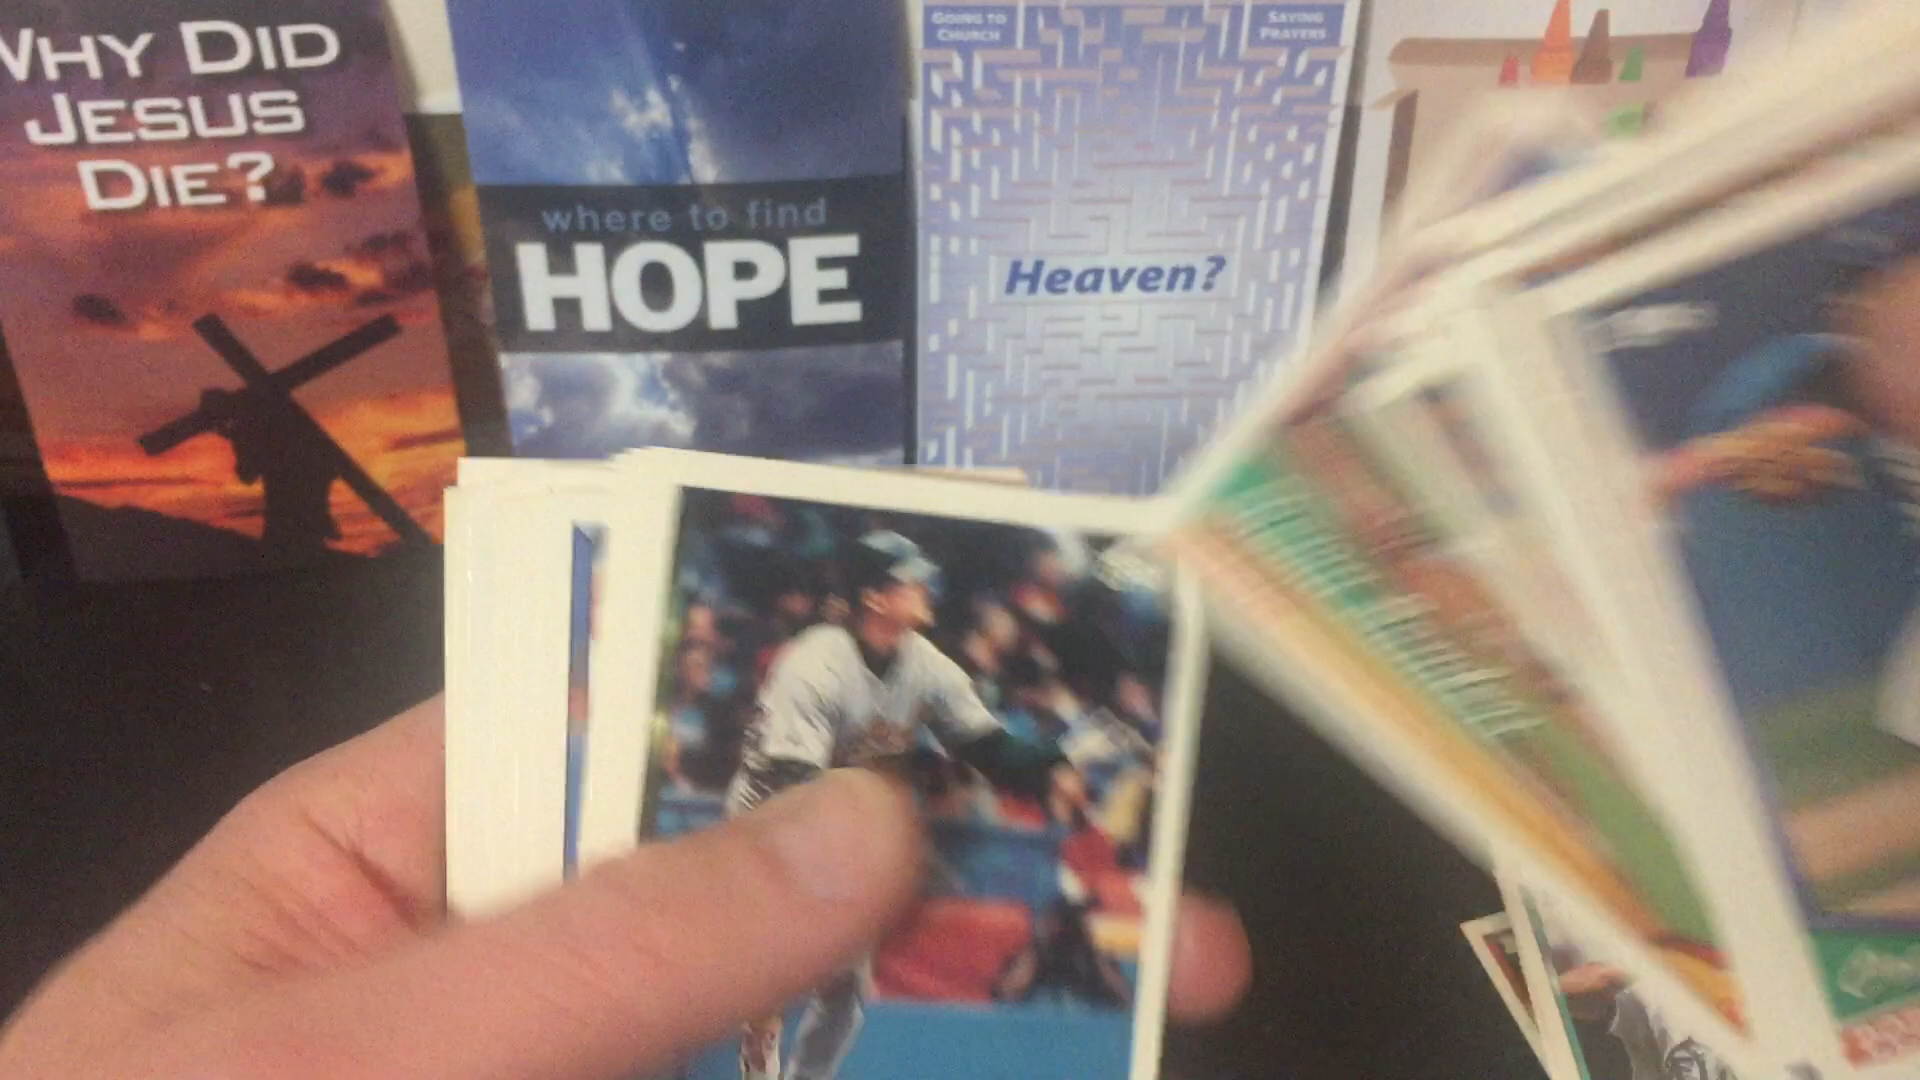 WHY DID
JESUS
DIE?
where to find
HOPE
GOING TO
CHURCH
SAYING
PRAYERS
Heaven?